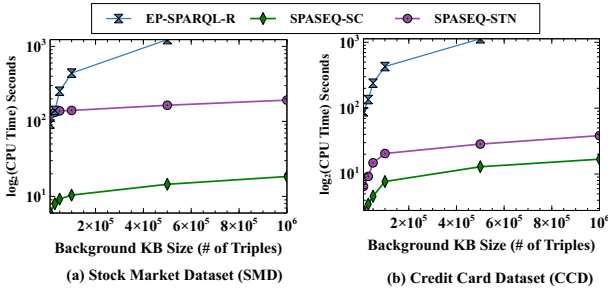 EP-SPARQL-R SPASEQ-SC SPASEQ-STN
log₂(CPU Time) Seconds
10³
10²
10¹
2×10⁵ 4×10⁵ 6×10⁵ 8×10⁵ 10⁶
Background KB Size (# of Triples)
(a) Stock Market Dataset (SMD)
log₂(CPU Time) Seconds
10³
10²
10¹
2×10⁵ 4×10⁵ 6×10⁵ 8×10⁵ 10⁶
Background KB Size (# of Triples)
(b) Credit Card Dataset (CCD)